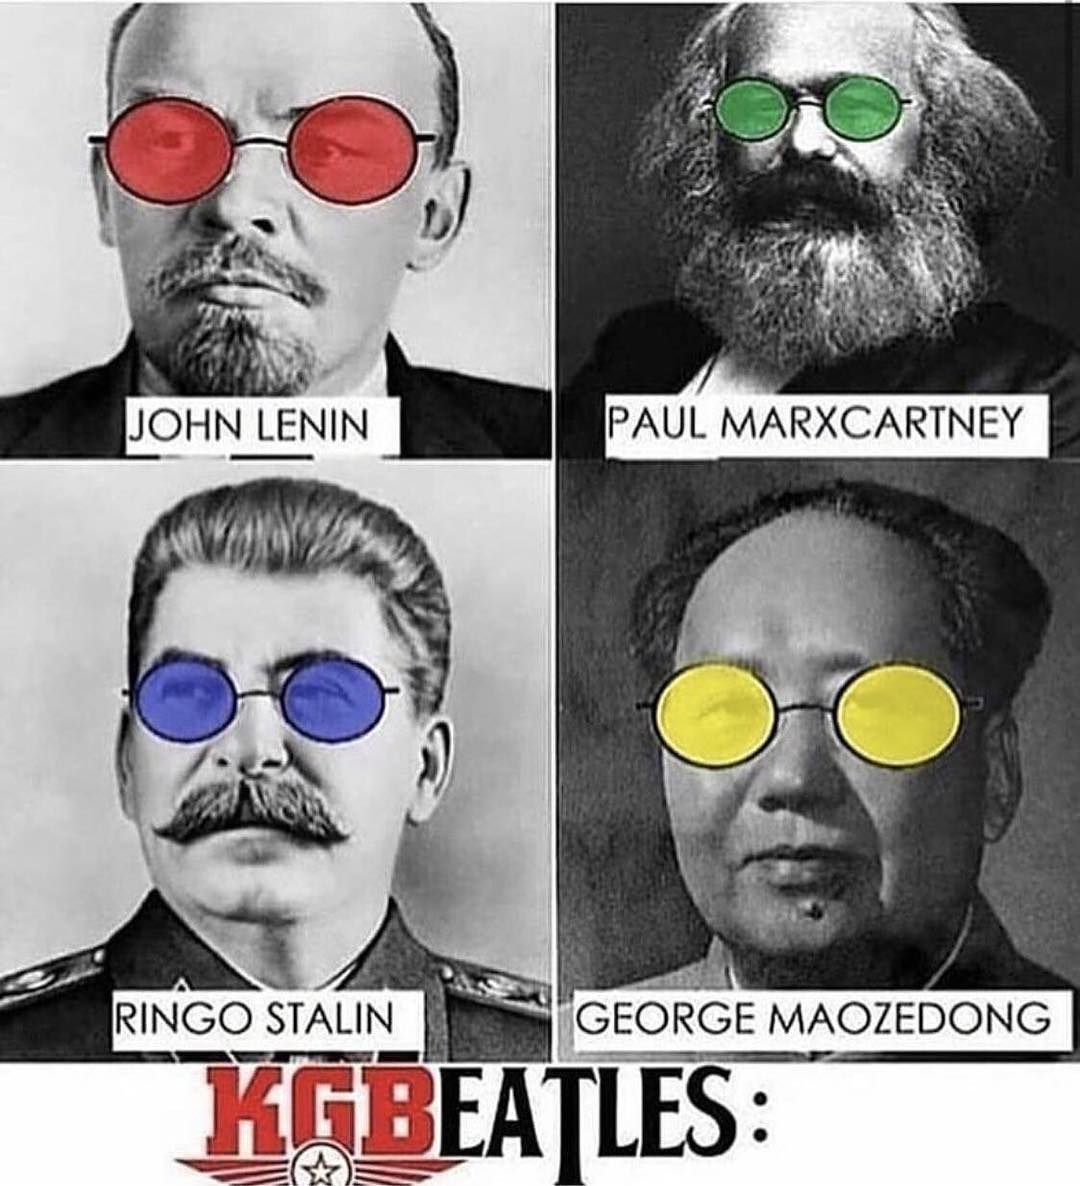 JOHN LENIN
PAUL MARXCARTNEY
RINGO STALIN
GEORGE MAOZEDONG
KGBEATLES: